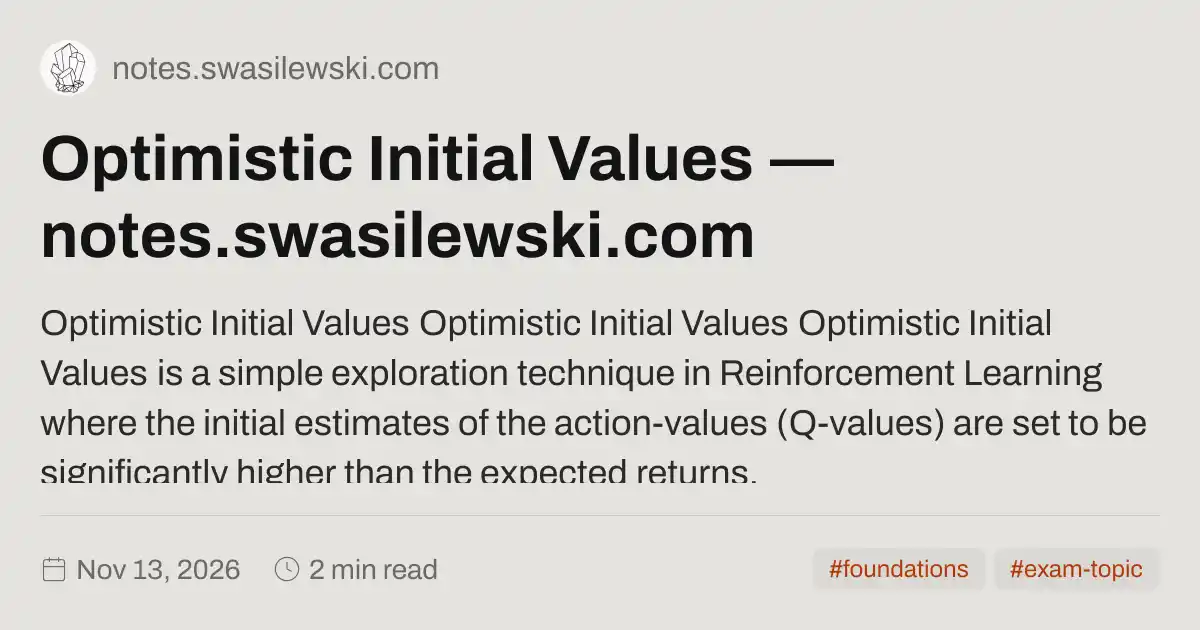 notes.swasilewski.com
Optimistic Initial Values —
notes.swasilewski.com
Optimistic Initial Values Optimistic Initial Values Optimistic Initial
Values is a simple exploration technique in Reinforcement Learning
where the initial estimates of the action-values (Q-values) are set to be
significantly higher than the expected returns.
Nov 13, 2026 2 min read #foundations #exam-topic